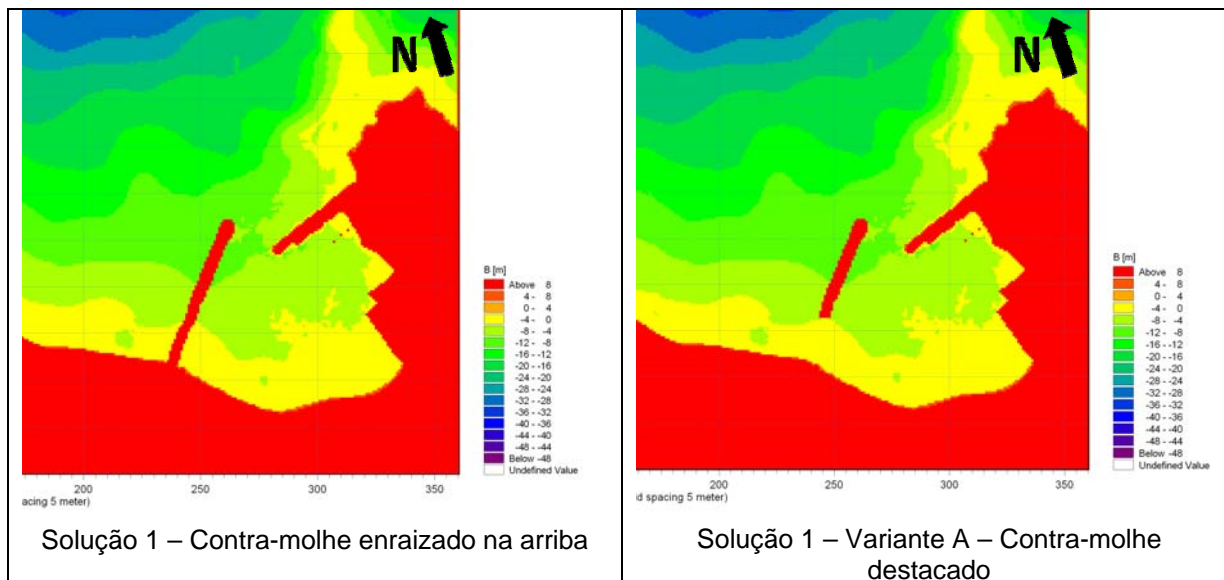 N
B [m]
Above 8
4 - 8
0 - 4
-4 - 0
-8 - -4
-12 - -8
-16 - -12
-20 - -16
-24 - -20
-28 - -24
-32 - -28
-36 - -32
-40 - -36
-44 - -40
-48 - -44
Below -48
Undefined Value
200 250 300 350
acing 5 meter)
Solução 1 – Contra-molhe enraizado na arriba
N
B [m]
Above 8
4 - 8
0 - 4
-4 - 0
-8 - -4
-12 - -8
-16 - -12
-20 - -16
-24 - -20
-28 - -24
-32 - -28
-36 - -32
-40 - -36
-44 - -40
-48 - -44
Below -48
Undefined Value
200 250 300 350
d spacing 5 meter)
Solução 1 – Variante A – Contra-molhe
destacado